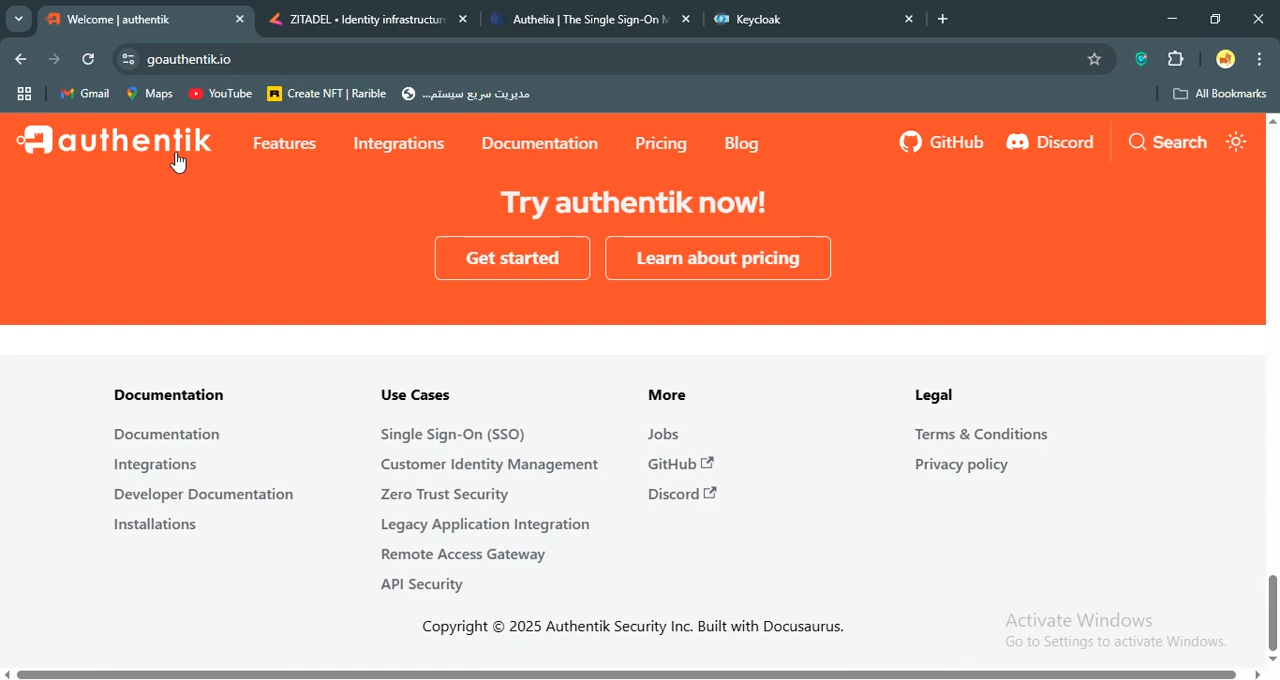 Welcome | authentik
ZITADEL • Identity infrastructure
Authelia | The Single Sign-On M
Keycloak
goauthentik.io
Gmail
Maps
YouTube
Create NFT | Rarible
مدیریت سریع سیستم...
All Bookmarks
authentik
Features
Integrations
Documentation
Pricing
Blog
GitHub
Discord
Search
Try authentik now!
Get started
Learn about pricing
Documentation
Documentation
Integrations
Developer Documentation
Installations
Use Cases
Single Sign-On (SSO)
Customer Identity Management
Zero Trust Security
Legacy Application Integration
Remote Access Gateway
API Security
More
Jobs
GitHub
Discord
Legal
Terms & Conditions
Privacy policy
Copyright © 2025 Authentik Security Inc. Built with Docusaurus.
Activate Windows
Go to Settings to activate Windows.